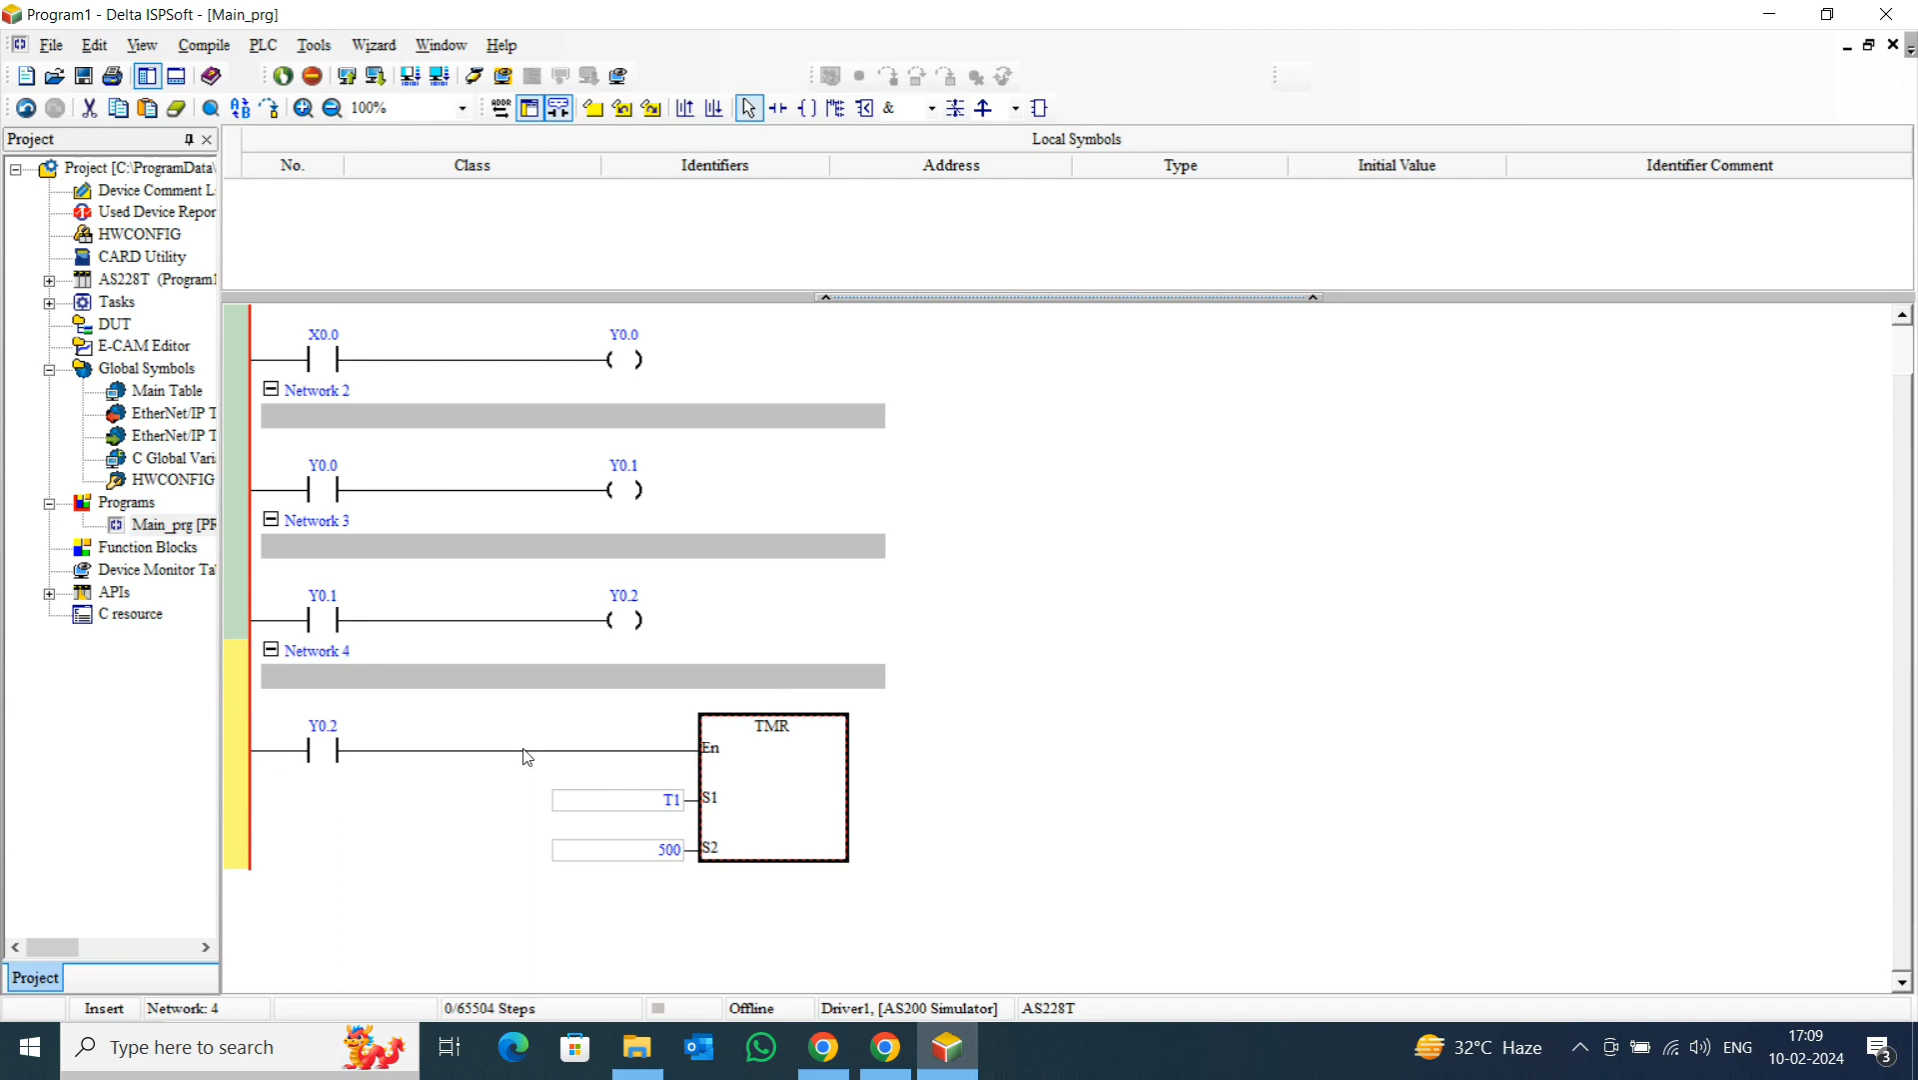 Program1 - Delta ISPSoft - [Main_prg]
File Edit View Compile PLC Tools Wizard Window Help
100% ADDR &
Project
Local Symbols
No. Class Identifiers Address Type Initial Value Identifier Comment
Project [C:\ProgramData\
Device Comment L
Used Device Repor
HWCONFIG
CARD Utility
AS228T (Program1
Tasks
DUT
E-CAM Editor
Global Symbols
Main Table
EtherNet/IP T
EtherNet/IP T
C Global Vari
HWCONFIG
Programs
Main_prg [PR
Function Blocks
Device Monitor Ta
APIs
C resource
Project
X0.0 Y0.0
Network 2
Y0.0 Y0.1
Network 3
Y0.1 Y0.2
Network 4
Y0.2 TMR
En
T1 S1
500 S2
Insert Network: 4 0/65504 Steps Offline Driver1, [AS200 Simulator] AS228T
Type here to search
32°C Haze
ENG
17:09
10-02-2024
3